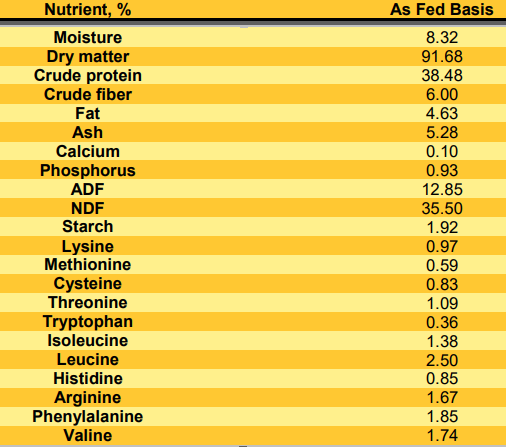 Nutrient, % As Fed Basis
Moisture 8.32
Dry matter 91.68
Crude protein 38.48
Crude fiber 6.00
Fat 4.63
Ash 5.28
Calcium 0.10
Phosphorus 0.93
ADF 12.85
NDF 35.50
Starch 1.92
Lysine 0.97
Methionine 0.59
Cysteine 0.83
Threonine 1.09
Tryptophan 0.36
Isoleucine 1.38
Leucine 2.50
Histidine 0.85
Arginine 1.67
Phenylalanine 1.85
Valine 1.74